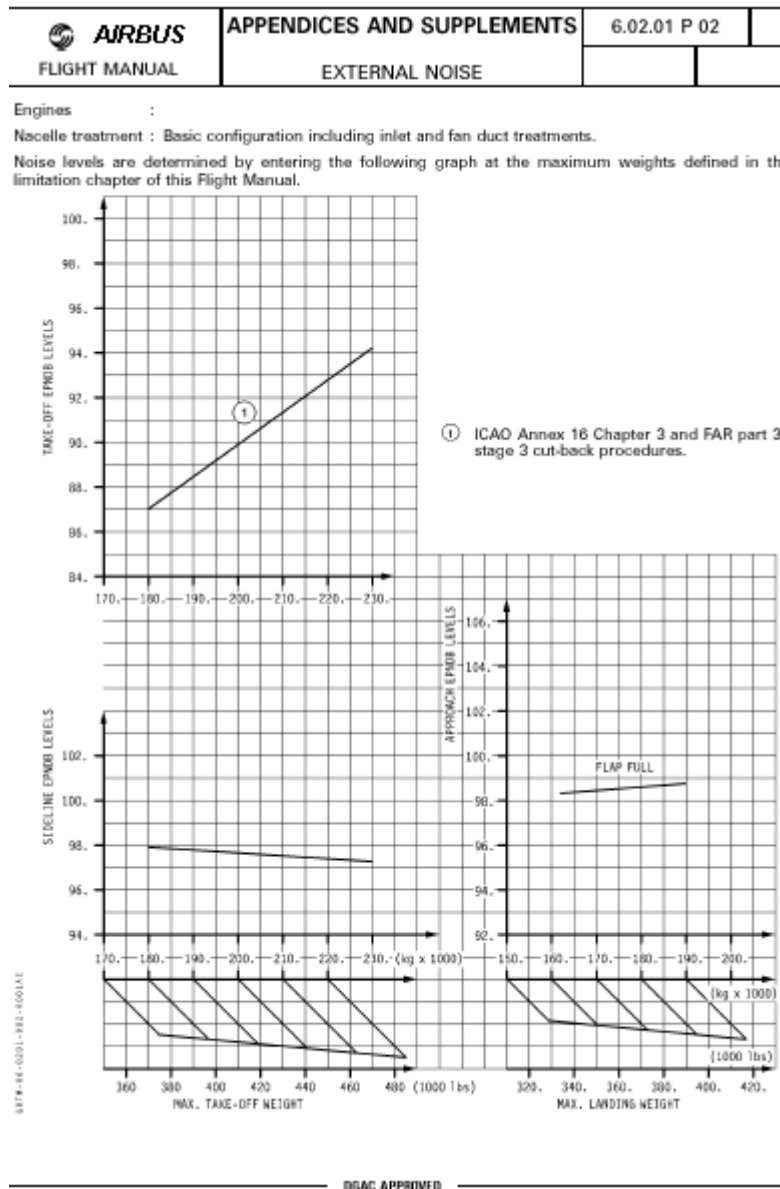 AIRBUS
FLIGHT MANUAL
APPENDICES AND SUPPLEMENTS
EXTERNAL NOISE
6.02.01 P 02
Engines :
Nacelle treatment : Basic configuration including inlet and fan duct treatments.
Noise levels are determined by entering the following graph at the maximum weights defined in th
limitation chapter of this Flight Manual.
TAKE-OFF EPNDB LEVELS
100.
98.
96.
94.
92.
90.
88.
86.
84.
1
170. 180. 190. 200. 210. 220. 230.
1 ICAO Annex 16 Chapter 3 and FAR part 3
stage 3 cut-back procedures.
SIDELINE EPNDB LEVELS
102.
100.
98.
96.
94.
170. 180. 190. 200. 210. 220. 230. (kg x 1000)
360 380 400 420 440 460 480 (1000 lbs)
MAX. TAKE-OFF WEIGHT
APPROACH EPNDB LEVELS
106.
104.
102.
100.
98.
96.
94.
92.
FLAP FULL
150. 160. 170. 180. 190. 200.
(kg x 1000)
(1000 lbs)
320. 340. 360. 380. 400. 420.
MAX. LANDING WEIGHT
DGAC APPROVED